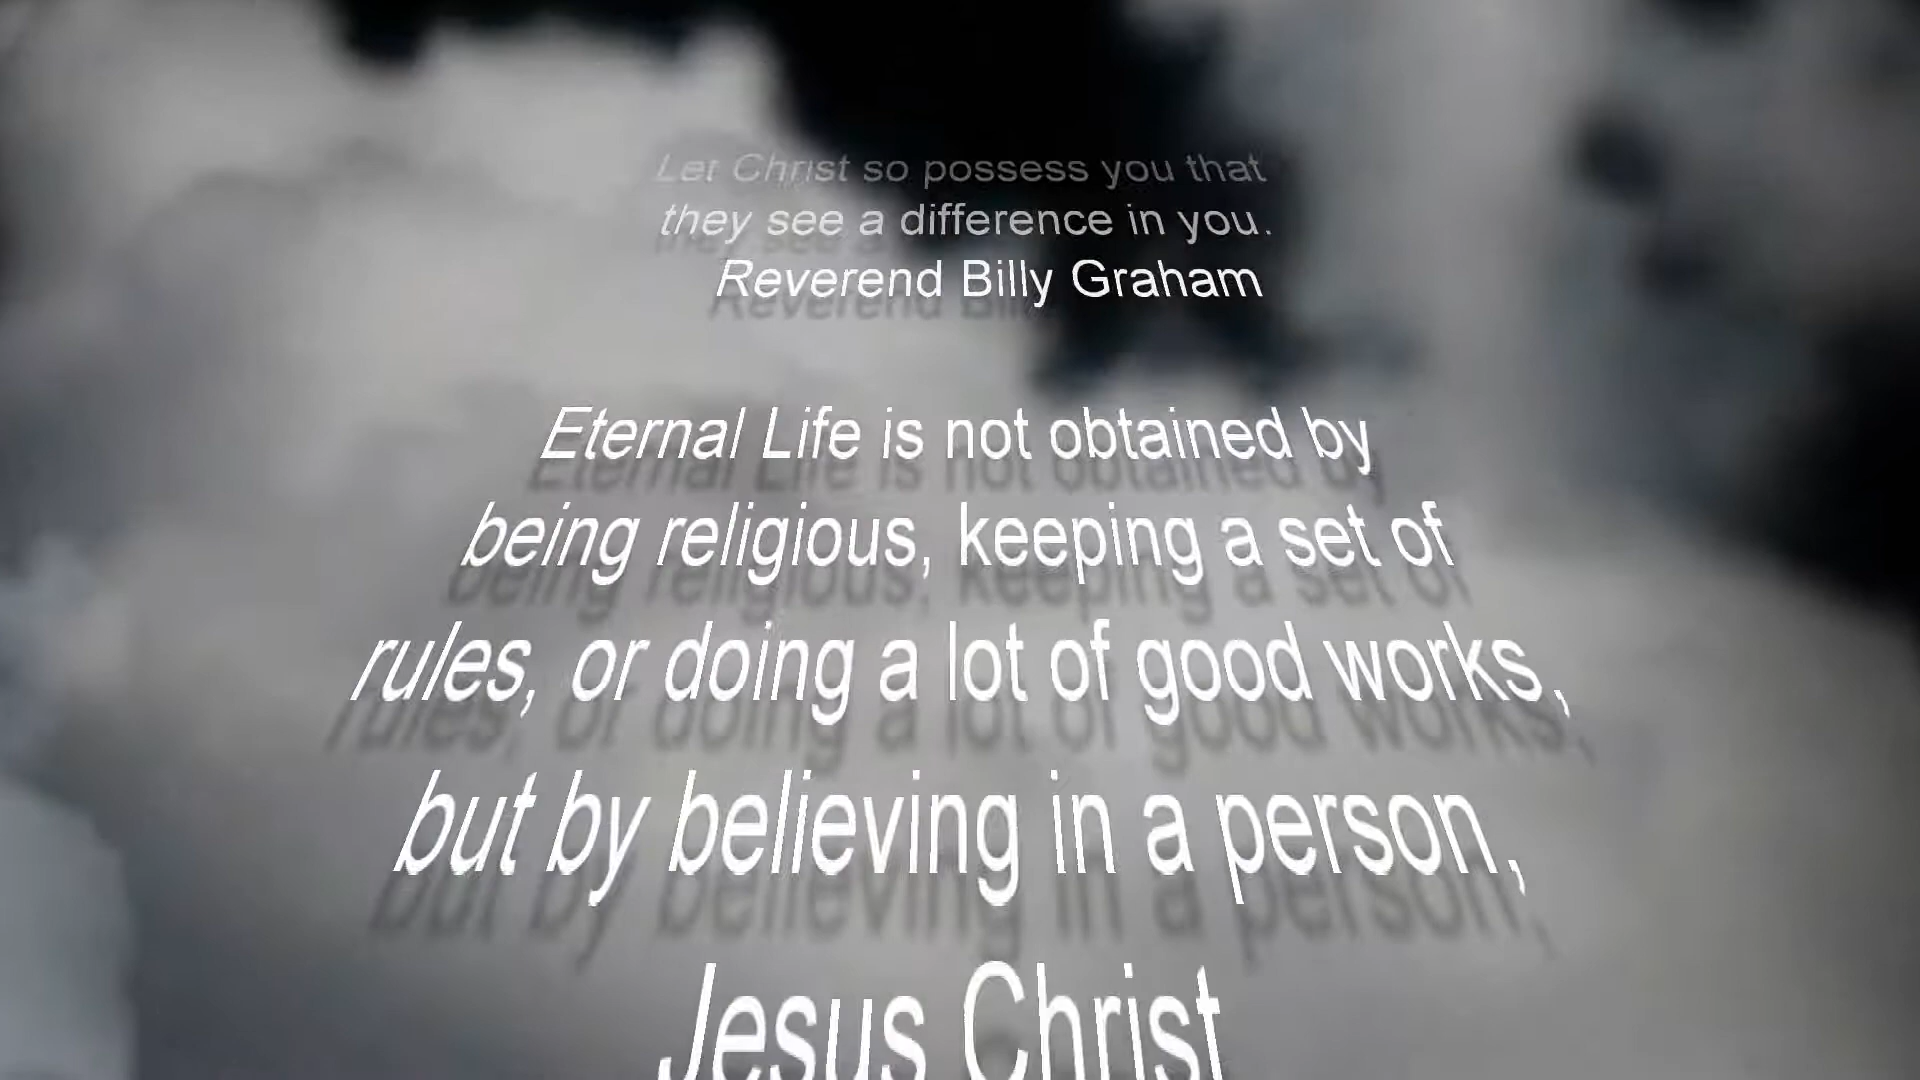 Let Christ so possess you that
they see a difference in you.
Reverend Billy Graham
Eternal Life is not obtained by
being religious, keeping a set of
rules, or doing a lot of good works,
but by believing in a person,
Jesus Christ